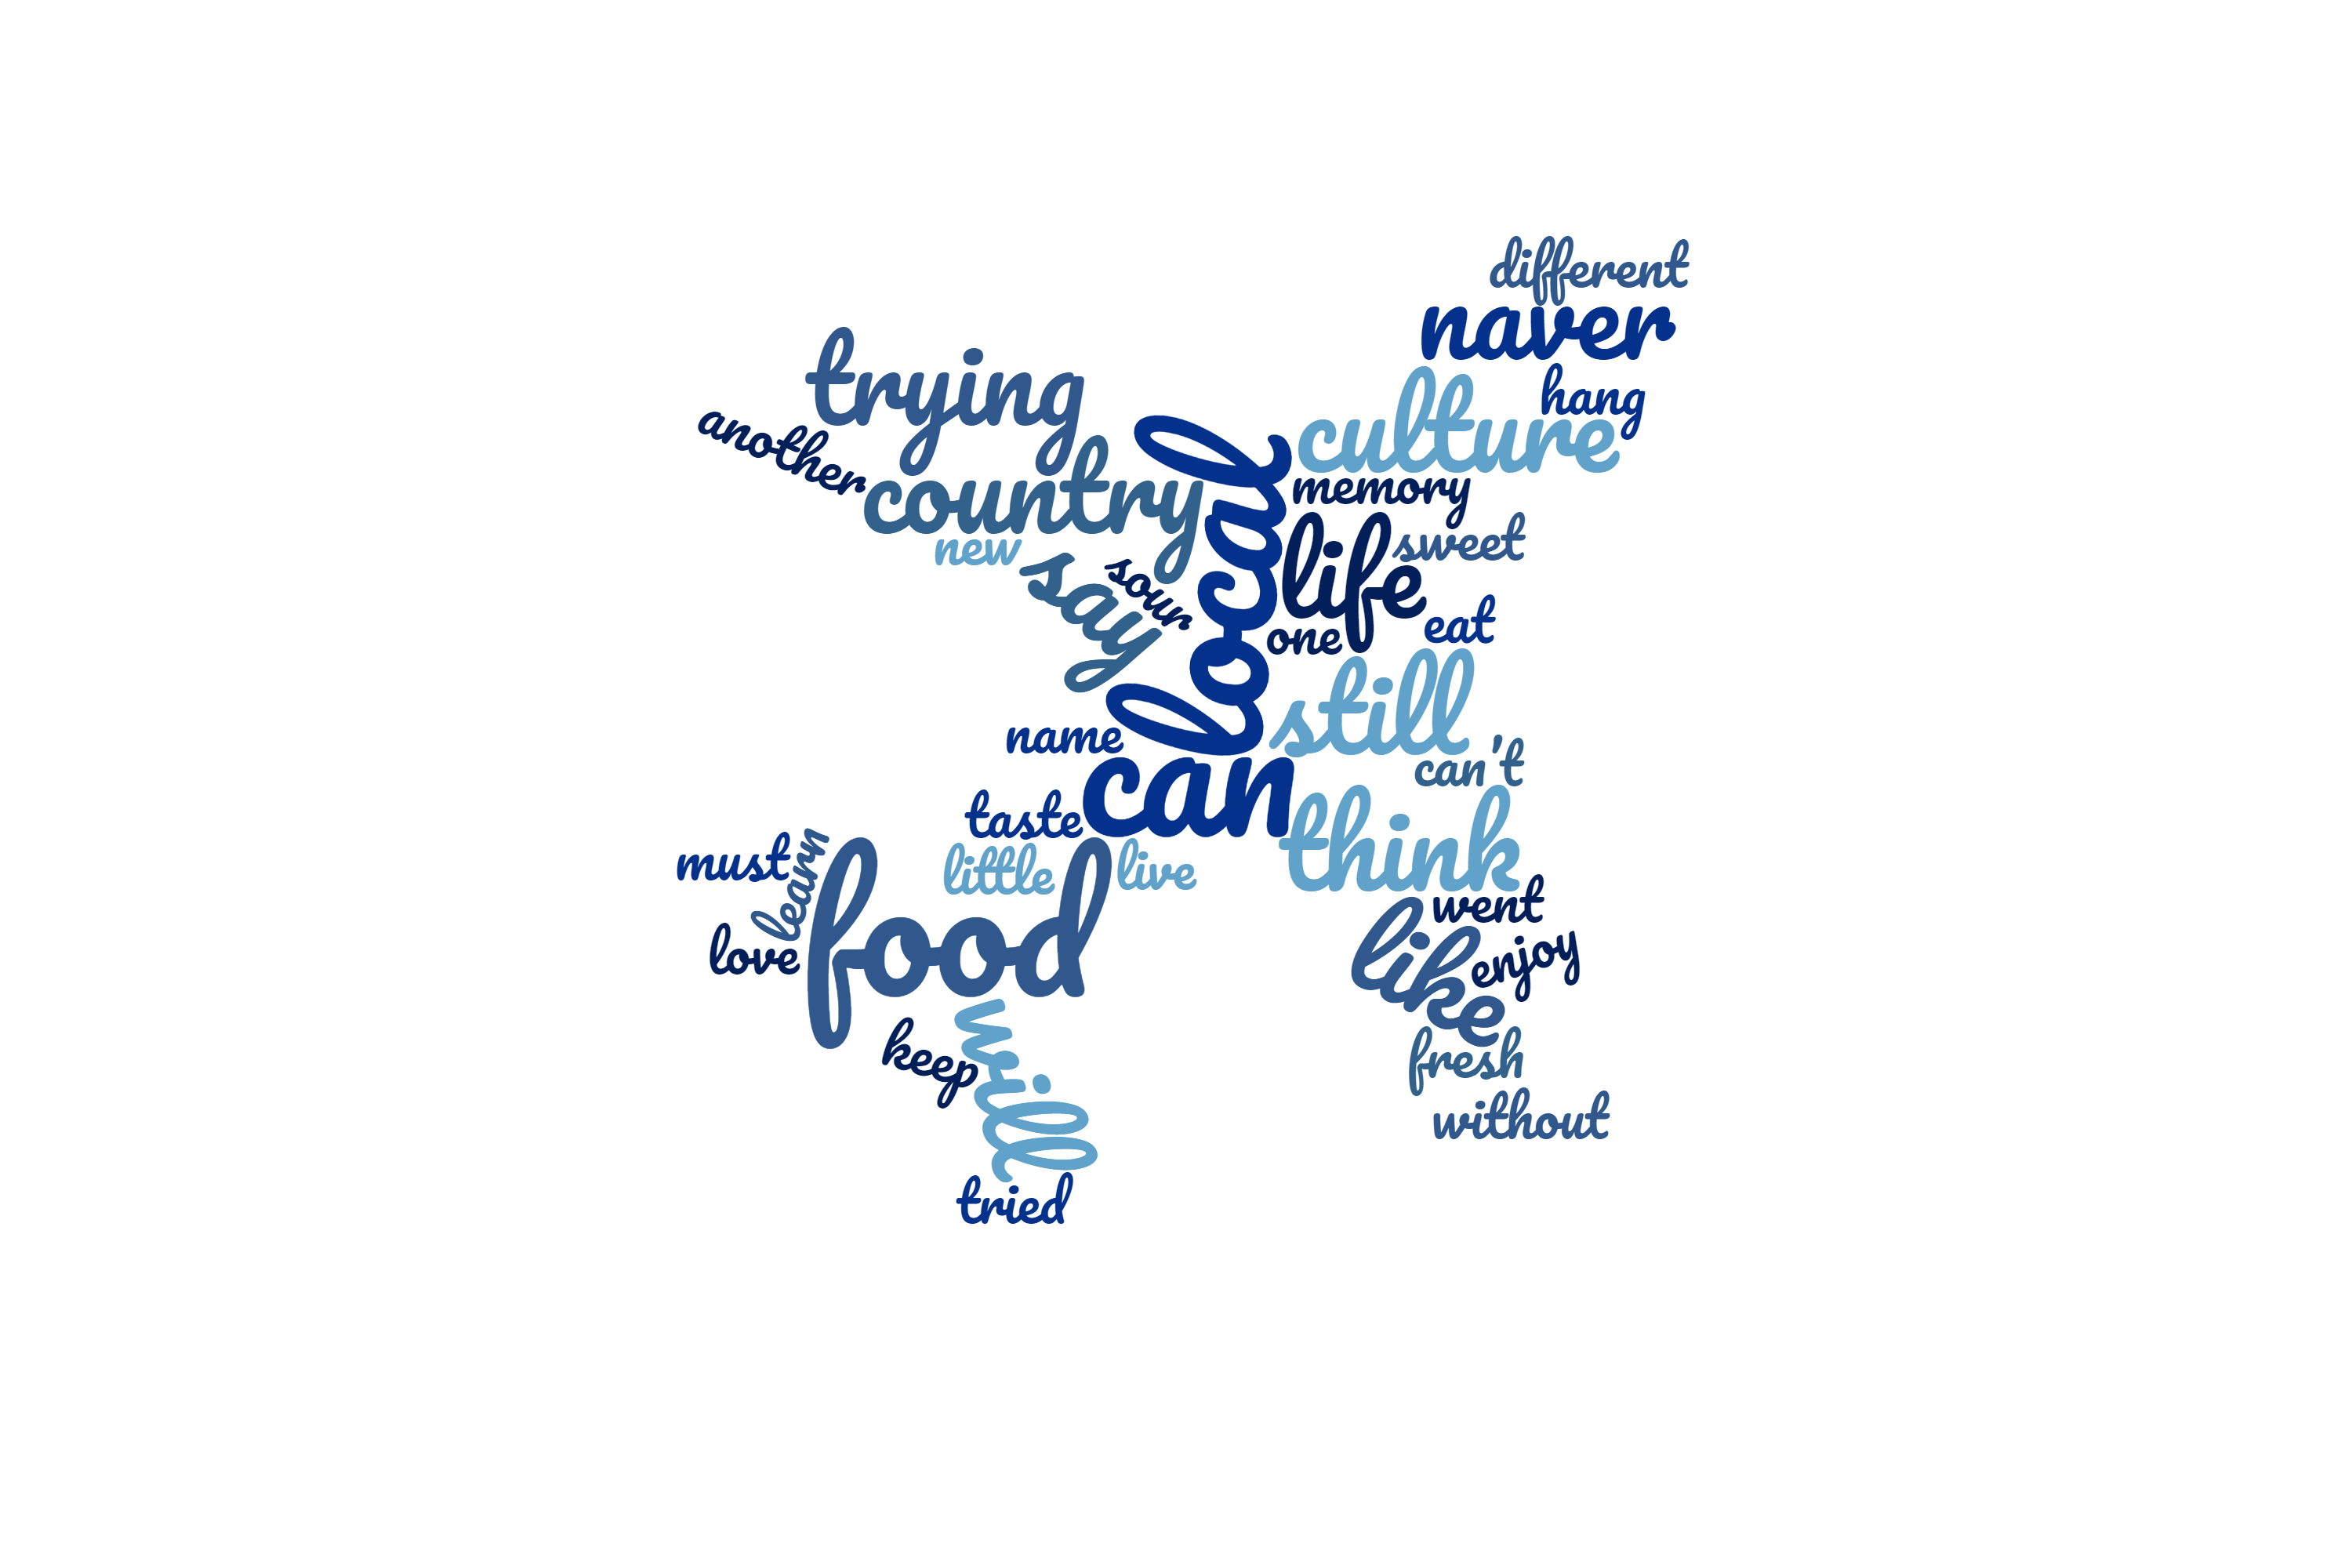 different
naver
hang
trying
culture
another
country
memory
new
local
life
sweet
say
sour
one
eat
still
name
can
can't
taste
think
must
learn
little
live
went
love
food
like
enjoy
keep
will
fresh
without
tried